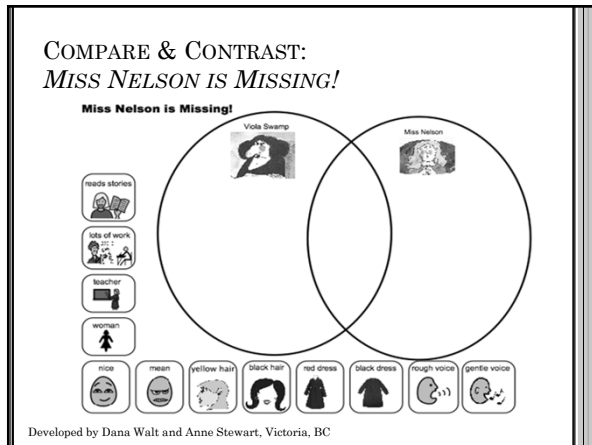 COMPARE & CONTRAST:
MISS NELSON IS MISSING!
Miss Nelson is Missing!
Viola Swamp
Miss Nelson
reads stories
lots of work
teacher
woman
nice
mean
yellow hair
black hair
red dress
black dress
rough voice
gentle voice
Developed by Dana Walt and Anne Stewart, Victoria, BC